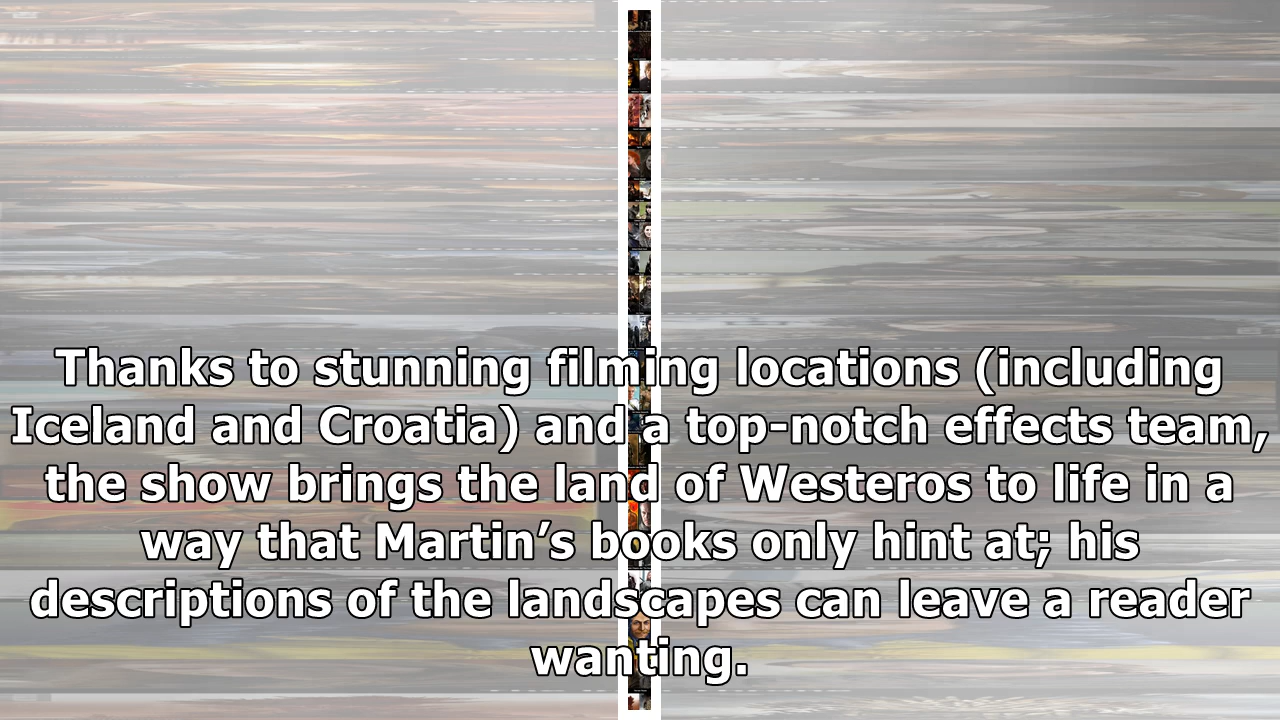 Thanks to stunning filming locations (including
Iceland and Croatia) and a top-notch effects team,
the show brings the land of Westeros to life in a
way that Martin’s books only hint at; his
descriptions of the landscapes can leave a reader
wanting.